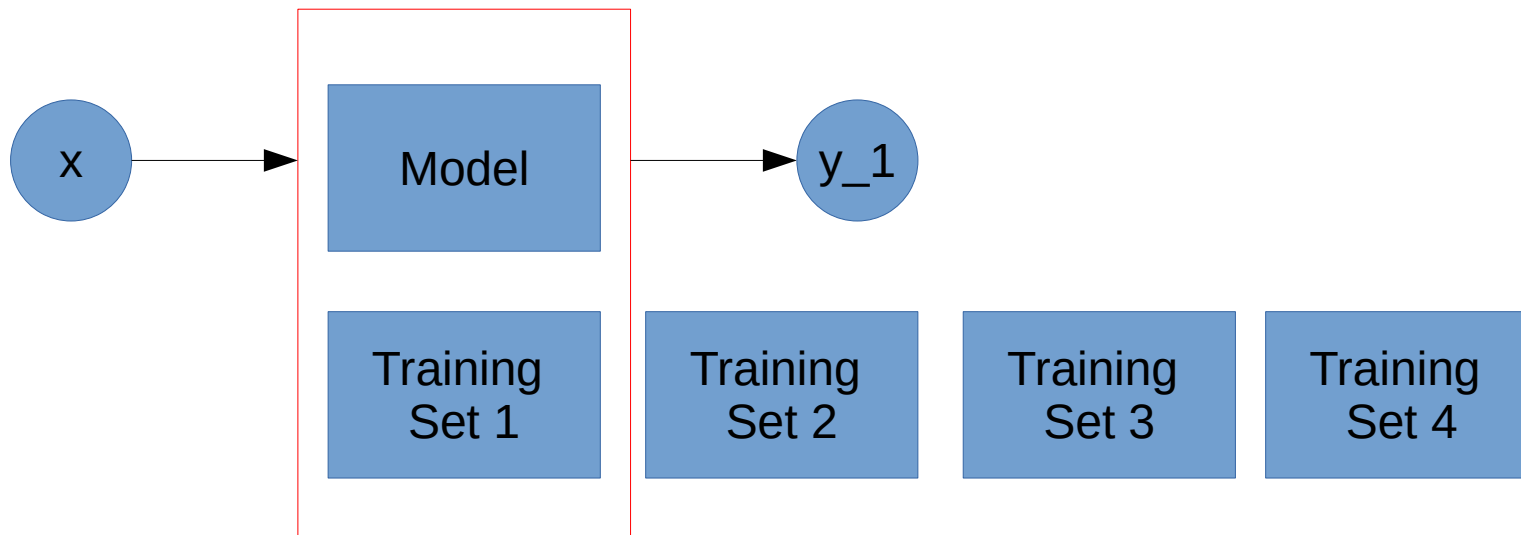 x
Model
y_1
Training
Set 1
Training
Set 2
Training
Set 3
Training
Set 4